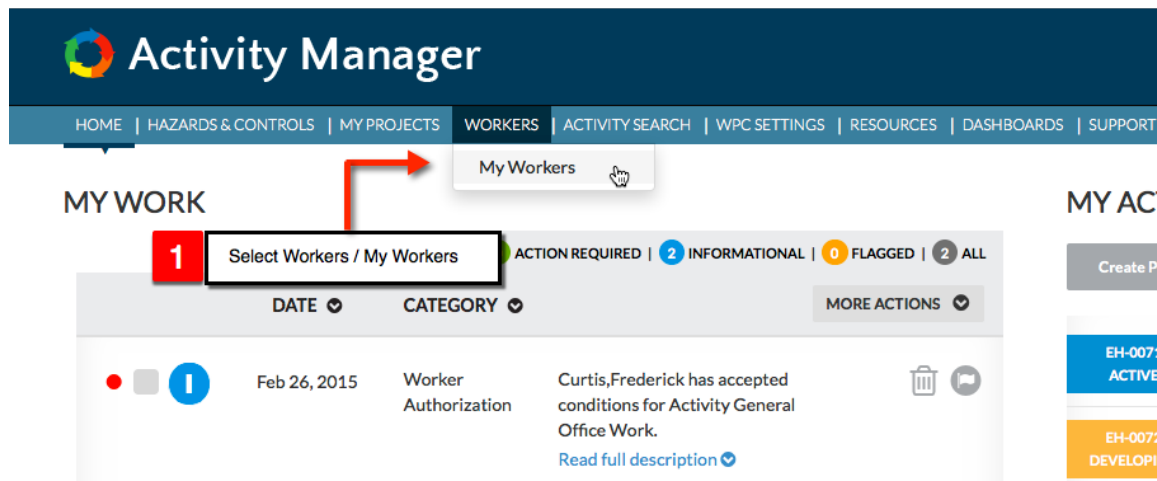 Activity Manager
HOME | HAZARDS & CONTROLS | MY PROJECTS WORKERS | ACTIVITY SEARCH | WPC SETTINGS | RESOURCES | DASHBOARDS | SUPPORT
My Workers
MY WORK
MY AC
1 Select Workers / My Workers
ACTION REQUIRED | 2 INFORMATIONAL | 0 FLAGGED | 2 ALL
Create P
DATE CATEGORY MORE ACTIONS
I Feb 26, 2015 Worker Authorization
Curtis,Frederick has accepted
conditions for Activity General
Office Work.
Read full description
EH-007
ACTIVE
EH-007
DEVELOPI